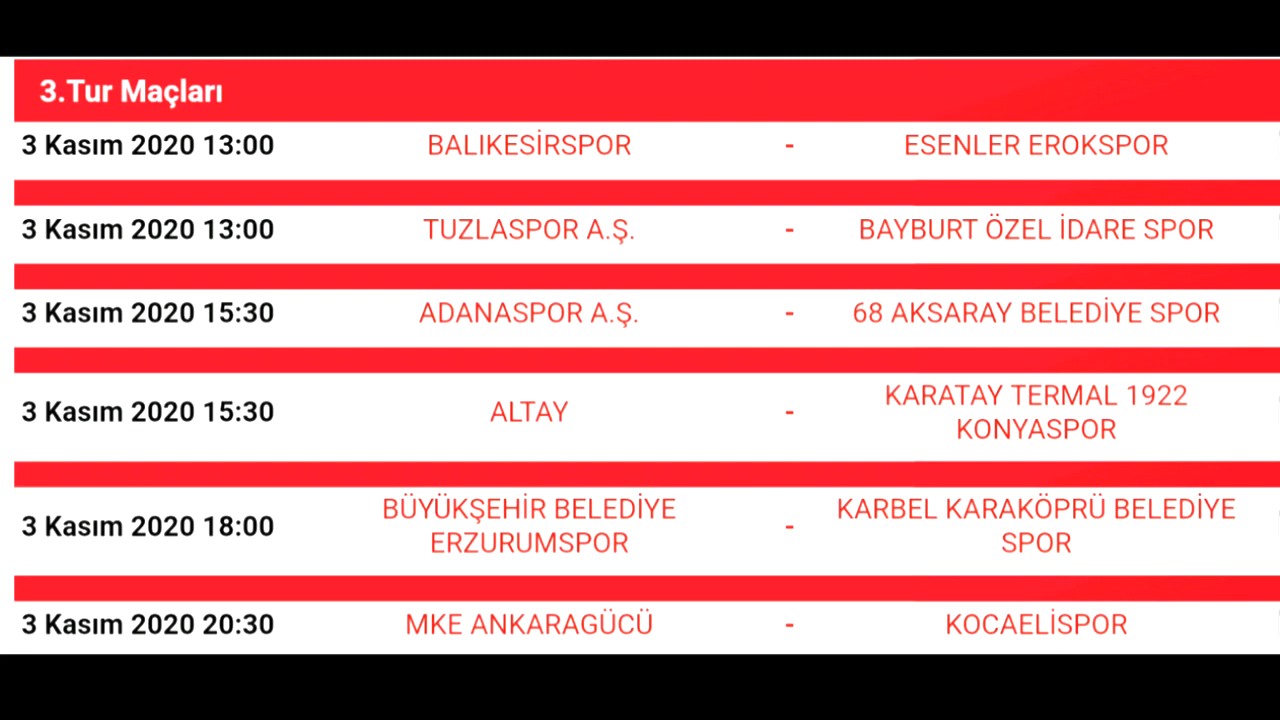 3.Tur Maçları
3 Kasım 2020 13:00 BALIKESİRSPOR - ESENLER EROKSPOR
3 Kasım 2020 13:00 TUZLASPOR A.Ş. - BAYBURT ÖZEL İDARE SPOR
3 Kasım 2020 15:30 ADANASPOR A.Ş. - 68 AKSARAY BELEDİYE SPOR
3 Kasım 2020 15:30 ALTAY - KARATAY TERMAL 1922
KONYASPOR
3 Kasım 2020 18:00 BÜYÜKŞEHİR BELEDİYE
ERZURUMSPOR - KARBEL KARAKÖPRÜ BELEDİYE
SPOR
3 Kasım 2020 20:30 MKE ANKARAGÜCÜ - KOCAELİSPOR